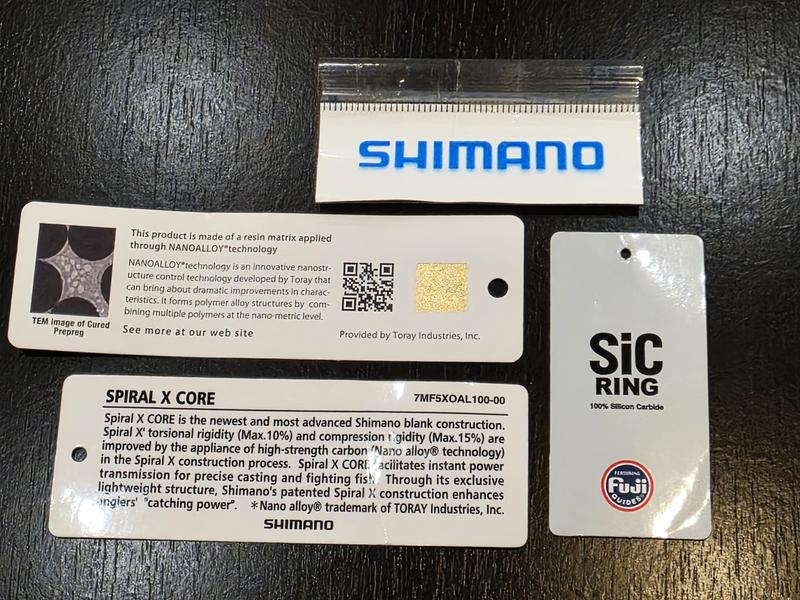 SHIMANO
This product is made of a resin matrix applied
through NANOALLOY®technology
NANOALLOY®technology is an innovative nanostr-
ucture control technology developed by Toray that
can bring about dramatic improvements in charac-
teristics. It forms polymer alloy structures by com-
bining multiple polymers at the nano-metric level.
See more at our web site
TEM image of Cured
Prepreg
Provided by Toray Industries, Inc.
SiC
RING
100% Silicon Carbide
FEATURING
Fuji
GUIDES
SPIRAL X CORE
7MF5XOAL100-00
Spiral X CORE is the newest and most advanced Shimano blank construction.
Spiral X' torsional rigidity (Max.10%) and compression rigidity (Max.15%) are
improved by the appliance of high-strength carbon (Nano alloy® technology)
in the Spiral X construction process. Spiral X CORE facilitates instant power
transmission for precise casting and fighting fish. Through its exclusive
lightweight structure, Shimano's patented Spiral X construction enhances
anglers' "catching power". *Nano alloy® trademark of TORAY Industries, Inc.
SHIMANO